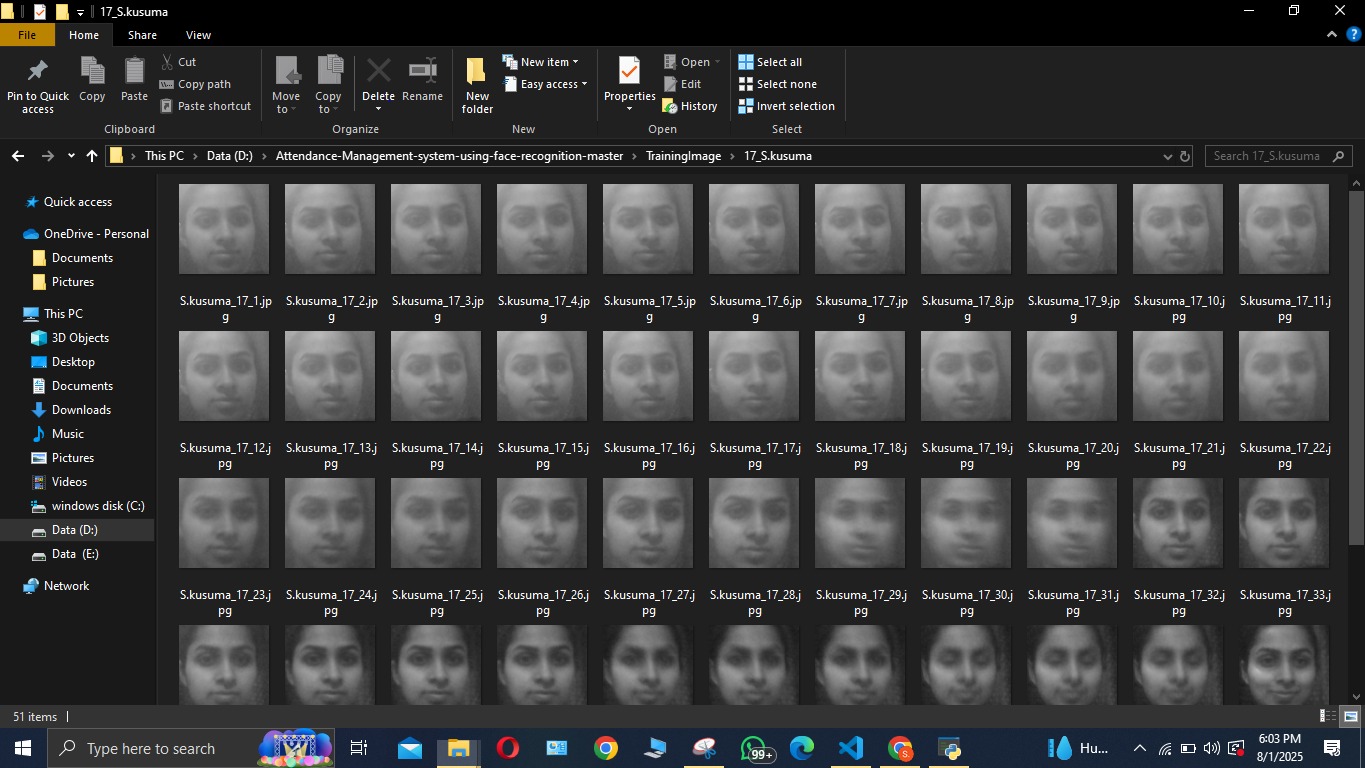 17_S.kusuma
File Home Share View
Pin to Quick access
Copy
Paste
Cut
Copy path
Paste shortcut
Clipboard
Move to
Copy to
Delete
Rename
Organize
New folder
New item
Easy access
New
Properties
Open
Edit
History
Open
Select all
Select none
Invert selection
Select
This PC > Data (D:) > Attendance-Management-system-using-face-recognition-master > TrainingImage > 17_S.kusuma
Search 17_S.kusuma
Quick access
OneDrive - Personal
Documents
Pictures
This PC
3D Objects
Desktop
Documents
Downloads
Music
Pictures
Videos
windows disk (C:)
Data (D:)
Data (E:)
Network
S.kusuma_17_1.jpg
S.kusuma_17_2.jpg
S.kusuma_17_3.jpg
S.kusuma_17_4.jpg
S.kusuma_17_5.jpg
S.kusuma_17_6.jpg
S.kusuma_17_7.jpg
S.kusuma_17_8.jpg
S.kusuma_17_9.jpg
S.kusuma_17_10.jpg
S.kusuma_17_11.jpg
S.kusuma_17_12.jpg
S.kusuma_17_13.jpg
S.kusuma_17_14.jpg
S.kusuma_17_15.jpg
S.kusuma_17_16.jpg
S.kusuma_17_17.jpg
S.kusuma_17_18.jpg
S.kusuma_17_19.jpg
S.kusuma_17_20.jpg
S.kusuma_17_21.jpg
S.kusuma_17_22.jpg
S.kusuma_17_23.jpg
S.kusuma_17_24.jpg
S.kusuma_17_25.jpg
S.kusuma_17_26.jpg
S.kusuma_17_27.jpg
S.kusuma_17_28.jpg
S.kusuma_17_29.jpg
S.kusuma_17_30.jpg
S.kusuma_17_31.jpg
S.kusuma_17_32.jpg
S.kusuma_17_33.jpg
51 items
Type here to search
99+
S.
Hu...
6:03 PM
8/1/2025